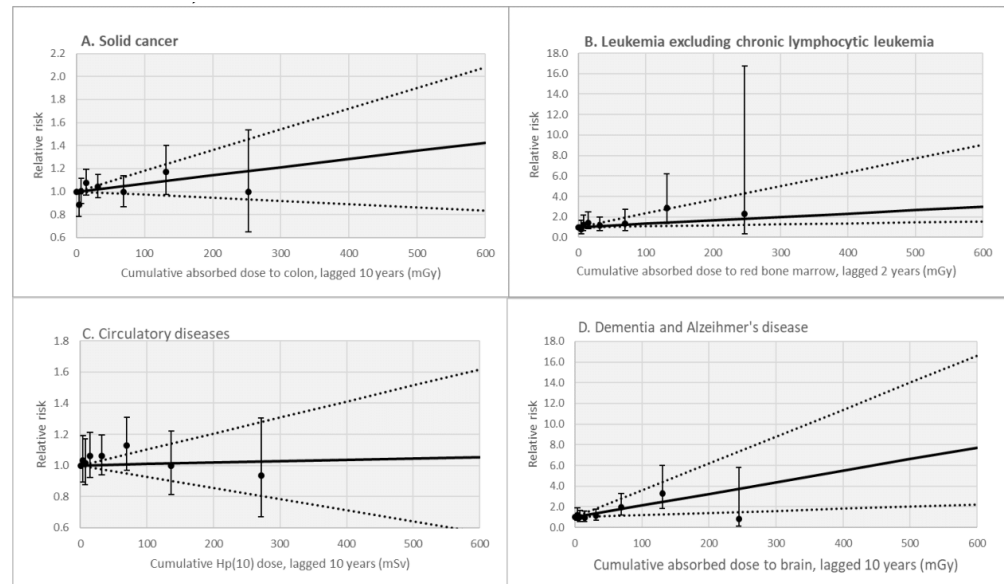 A. Solid cancer
2.2
2.0
1.8
1.6
1.4
1.2
1.0
0.8
0.6
Relative risk
0 100 200 300 400 500 600
Cumulative absorbed dose to colon, lagged 10 years (mGy)
B. Leukemia excluding chronic lymphocytic leukemia
18.0
16.0
14.0
12.0
10.0
8.0
6.0
4.0
2.0
0.0
Relative risk
0 100 200 300 400 500 600
Cumulative absorbed dose to red bone marrow, lagged 2 years (mGy)
C. Circulatory diseases
1.8
1.6
1.4
1.2
1.0
0.8
0.6
Relative risk
0 100 200 300 400 500 600
Cumulative Hp(10) dose, lagged 10 years (mSv)
D. Dementia and Alzeihmer's disease
18.0
16.0
14.0
12.0
10.0
8.0
6.0
4.0
2.0
0.0
Relative risk
0 100 200 300 400 500 600
Cumulative absorbed dose to brain, lagged 10 years (mGy)